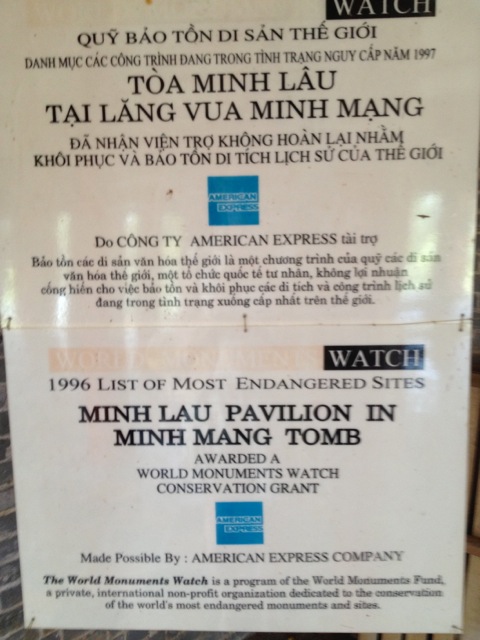 WATCH
QUỸ BẢO TỒN DI SẢN THẾ GIỚI
DANH MỤC CÁC CÔNG TRÌNH ĐANG TRONG TÌNH TRẠNG NGUY CẤP NĂM 1997
TÒA MINH LÂU
TẠI LĂNG VUA MINH MẠNG
ĐÃ NHẬN VIỆN TRỢ KHÔNG HOÀN LẠI NHẰM
KHÔI PHỤC VÀ BẢO TỒN DI TÍCH LỊCH SỬ CỦA THẾ GIỚI
AMERICAN
EXPRESS
Do CÔNG TY AMERICAN EXPRESS tài trợ
Bảo tồn các di sản văn hóa thế giới là một chương trình của quỹ các di sản
văn hóa thế giới, một tổ chức quốc tế tư nhân, không lợi nhuận
cống hiến cho việc bảo tồn và khôi phục các di tích và công trình lịch sử
đang trong tình trạng xuống cấp nhất trên thế giới.
WORLD MONUMENTS WATCH
1996 LIST OF MOST ENDANGERED SITES
MINH LAU PAVILION IN
MINH MANG TOMB
AWARDED A
WORLD MONUMENTS WATCH
CONSERVATION GRANT
AMERICAN
EXPRESS
Made Possible By : AMERICAN EXPRESS COMPANY
The World Monuments Watch is a program of the World Monuments Fund,
a private, international non-profit organization dedicated to the conservation
of the world's most endangered monuments and sites.